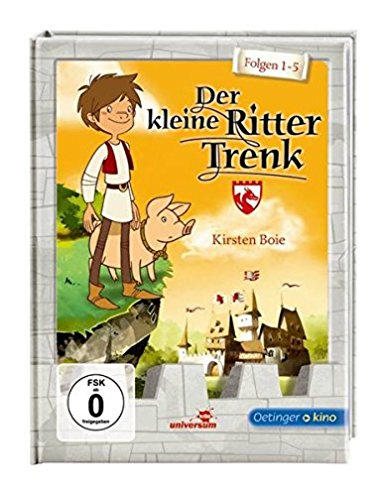 Folgen 1-5
Der
kleine Ritter
Trenk
Kirsten Boie
FSK
ab
0
freigegeben
universum
Oetinger kino